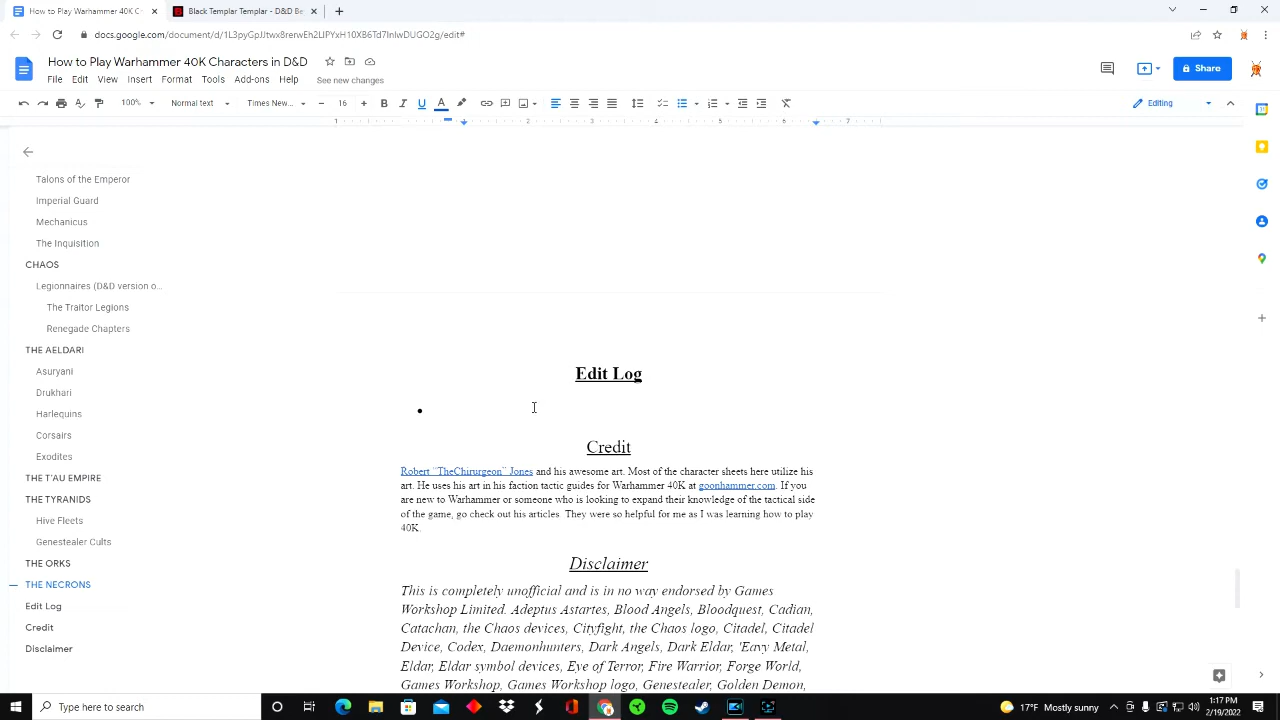 How to Play Warhammer 40K Ch
Black Templar Templar - D&D Be
docs.google.com/document/d/
/edit#
How to Play Warhammer 40K Characters in D&D
File Edit View Insert Format Tools Add-ons Help
See new changes
Share
100% Normal text Times New... 16 B I U A
Editing
1 2 3 4 5 6 7
Talons of the Emperor
Imperial Guard
Mechanicus
The Inquisition
CHAOS
Legionnaires (D&D version o...
The Traitor Legions
Renegade Chapters
THE AELDARI
Asuryani
Drukhari
Harlequins
Corsairs
Exodites
THE T'AU EMPIRE
THE TYRANIDS
Hive Fleets
Genestealer Cults
THE ORKS
THE NECRONS
Edit Log
Credit
Disclaimer
Edit Log
Credit
Robert "TheChirurgeon" Jones and his awesome art. Most of the character sheets here utilize his
art. He uses his art in his faction tactic guides for Warhammer 40K at goonhammer.com. If you
are new to Warhammer or someone who is looking to expand their knowledge of the tactical side
of the game, go check out his articles. They were so helpful for me as I was learning how to play
40K.
Disclaimer
This is completely unofficial and is in no way endorsed by Games
Workshop Limited. Adeptus Astartes, Blood Angels, Bloodquest, Cadian,
Catachan, the Chaos devices, Cityfight, the Chaos logo, Citadel, Citadel
Device, Codex, Daemonhunters, Dark Angels, Dark Eldar, 'Eavy Metal,
Eldar, Eldar symbol devices, Eye of Terror, Fire Warrior, Forge World,
Games Workshop, Games Workshop logo, Genestealer, Golden Demon,
Type here to search
17°F Mostly sunny
1:17 PM
2/19/2022